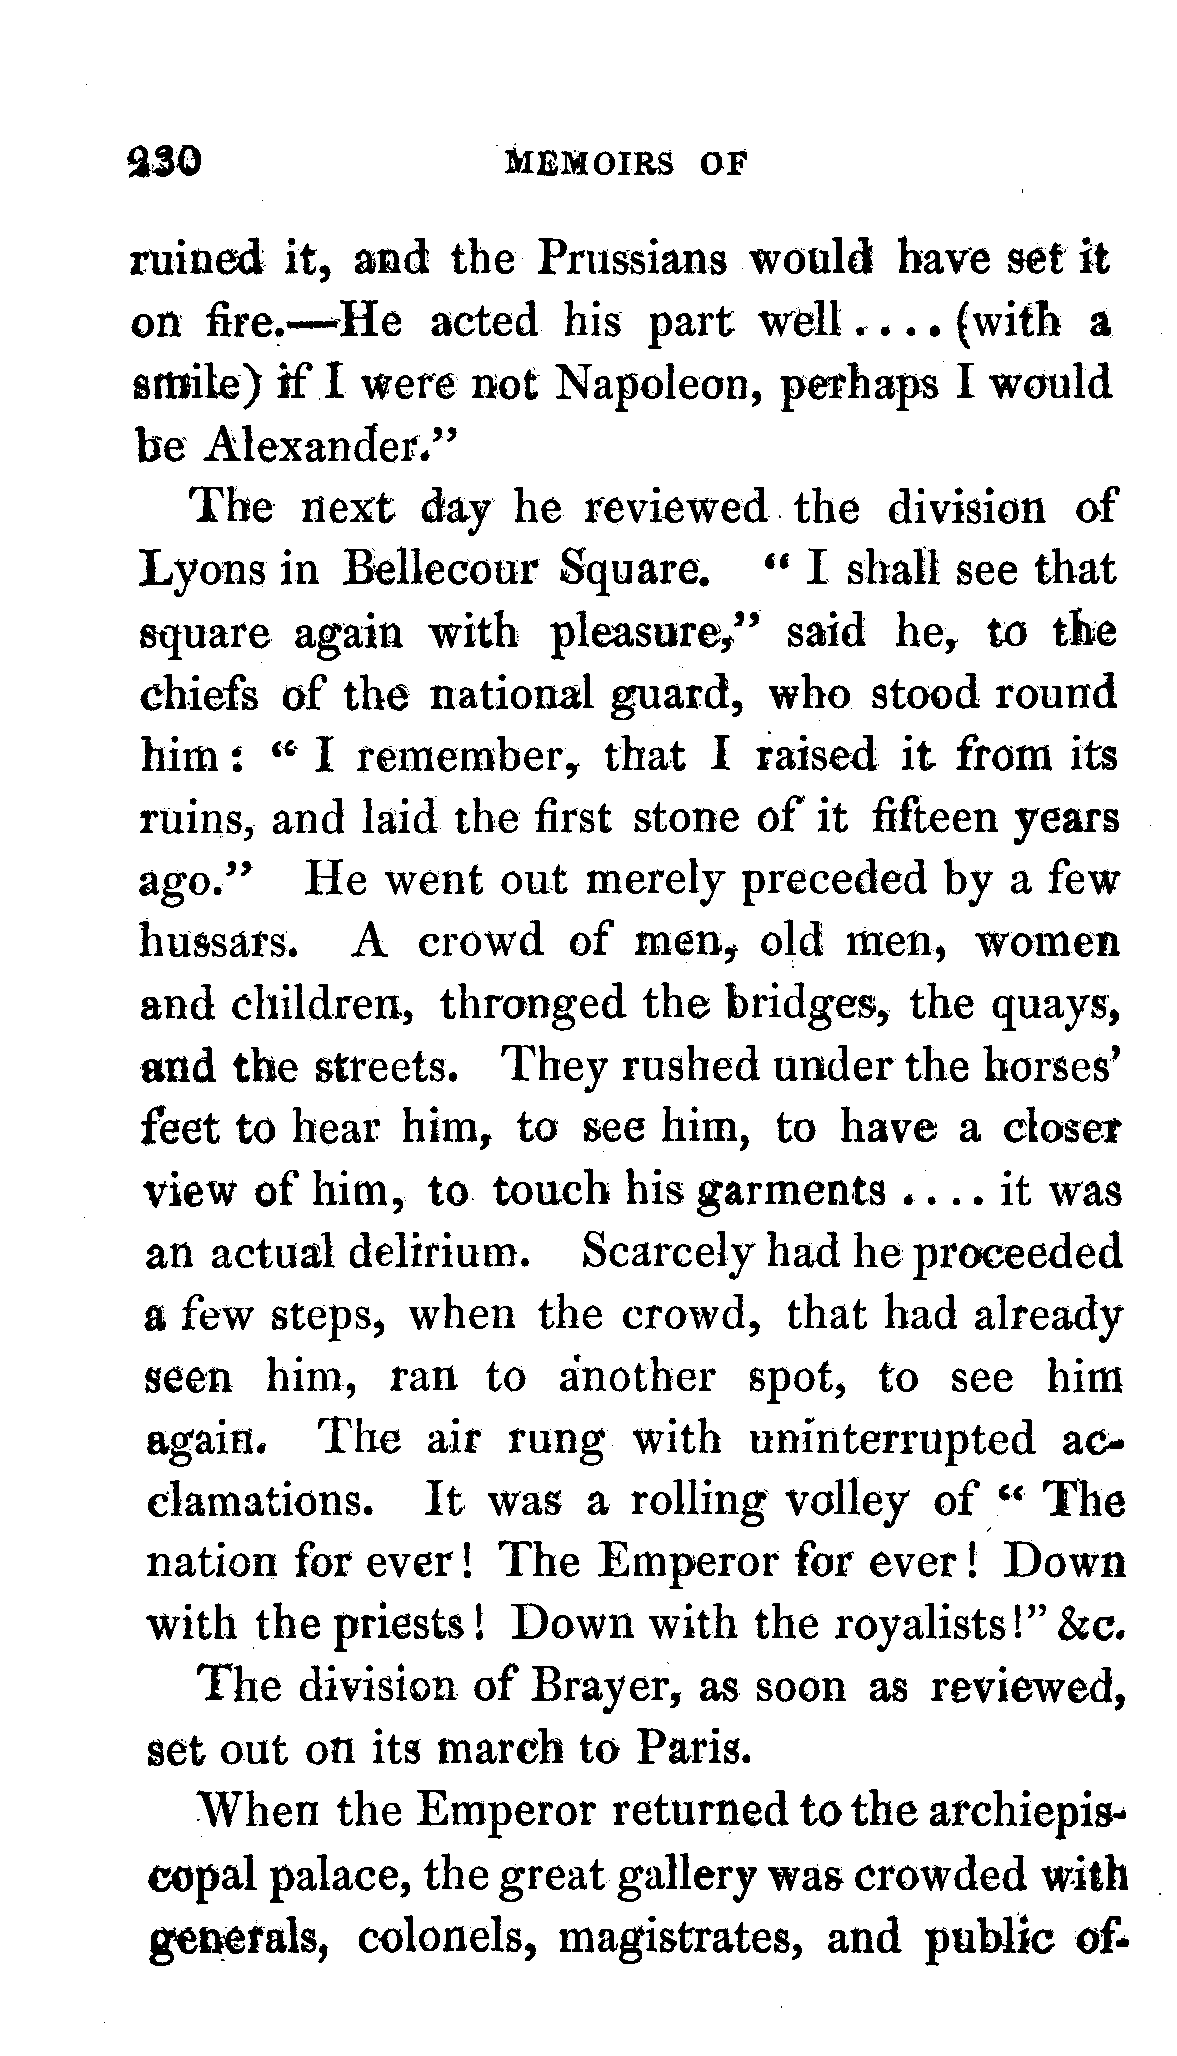 230 MEMOIRS OF
ruined it, and the Prussians would have set it
on fire.—He acted his part well.... (with a
smile) if I were not Napoleon, perhaps I would
be Alexander."
The next day he reviewed the division of
Lyons in Bellecour Square. " I shall see that
square again with pleasure," said he, to the
chiefs of the national guard, who stood round
him : " I remember, that I raised it from its
ruins, and laid the first stone of it fifteen years
ago." He went out merely preceded by a few
hussars. A crowd of men, old men, women
and children, thronged the bridges, the quays,
and the streets. They rushed under the horses'
feet to hear him, to see him, to have a closer
view of him, to touch his garments .... it was
an actual delirium. Scarcely had he proceeded
a few steps, when the crowd, that had already
seen him, ran to another spot, to see him
again. The air rung with uninterrupted ac-
clamations. It was a rolling volley of " The
nation for ever ! The Emperor for ever ! Down
with the priests ! Down with the royalists !" &c.
The division of Brayer, as soon as reviewed,
set out on its march to Paris.
When the Emperor returned to the archiepis-
copal palace, the great gallery was crowded with
generals, colonels, magistrates, and public of-